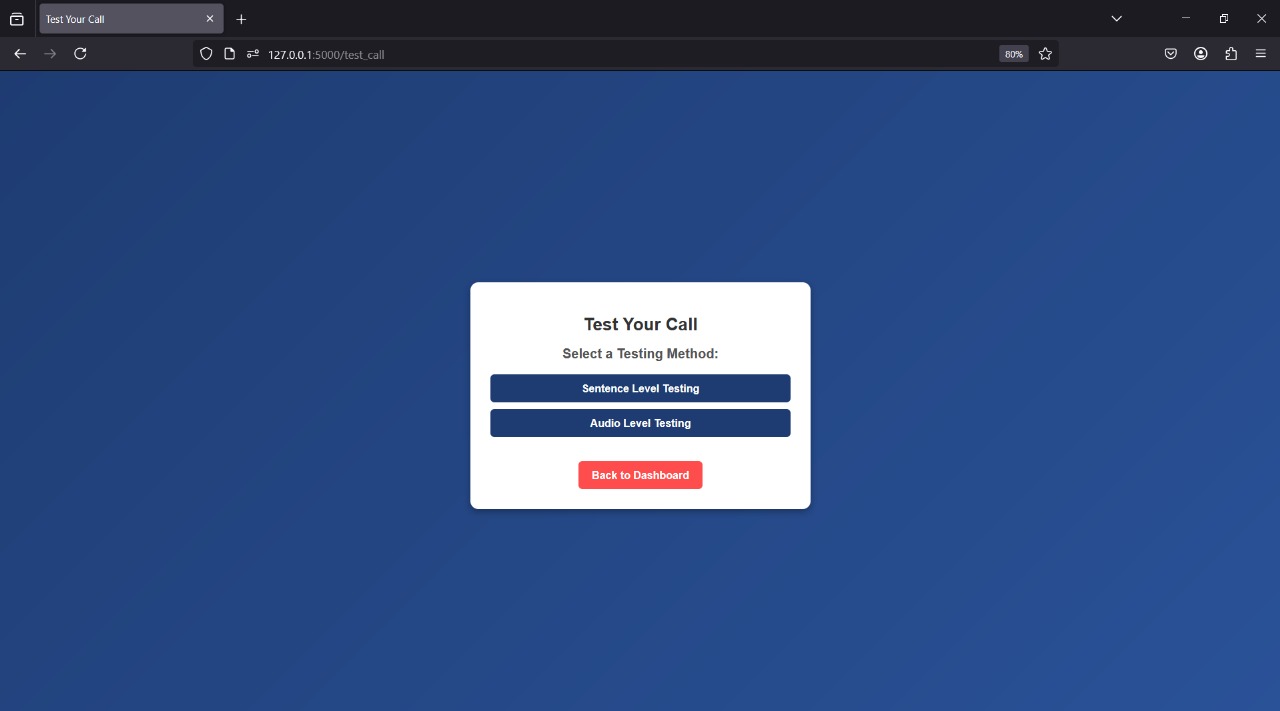 Test Your Call
127.0.0.1:5000/test_call
80%
Test Your Call
Select a Testing Method:
Sentence Level Testing
Audio Level Testing
Back to Dashboard